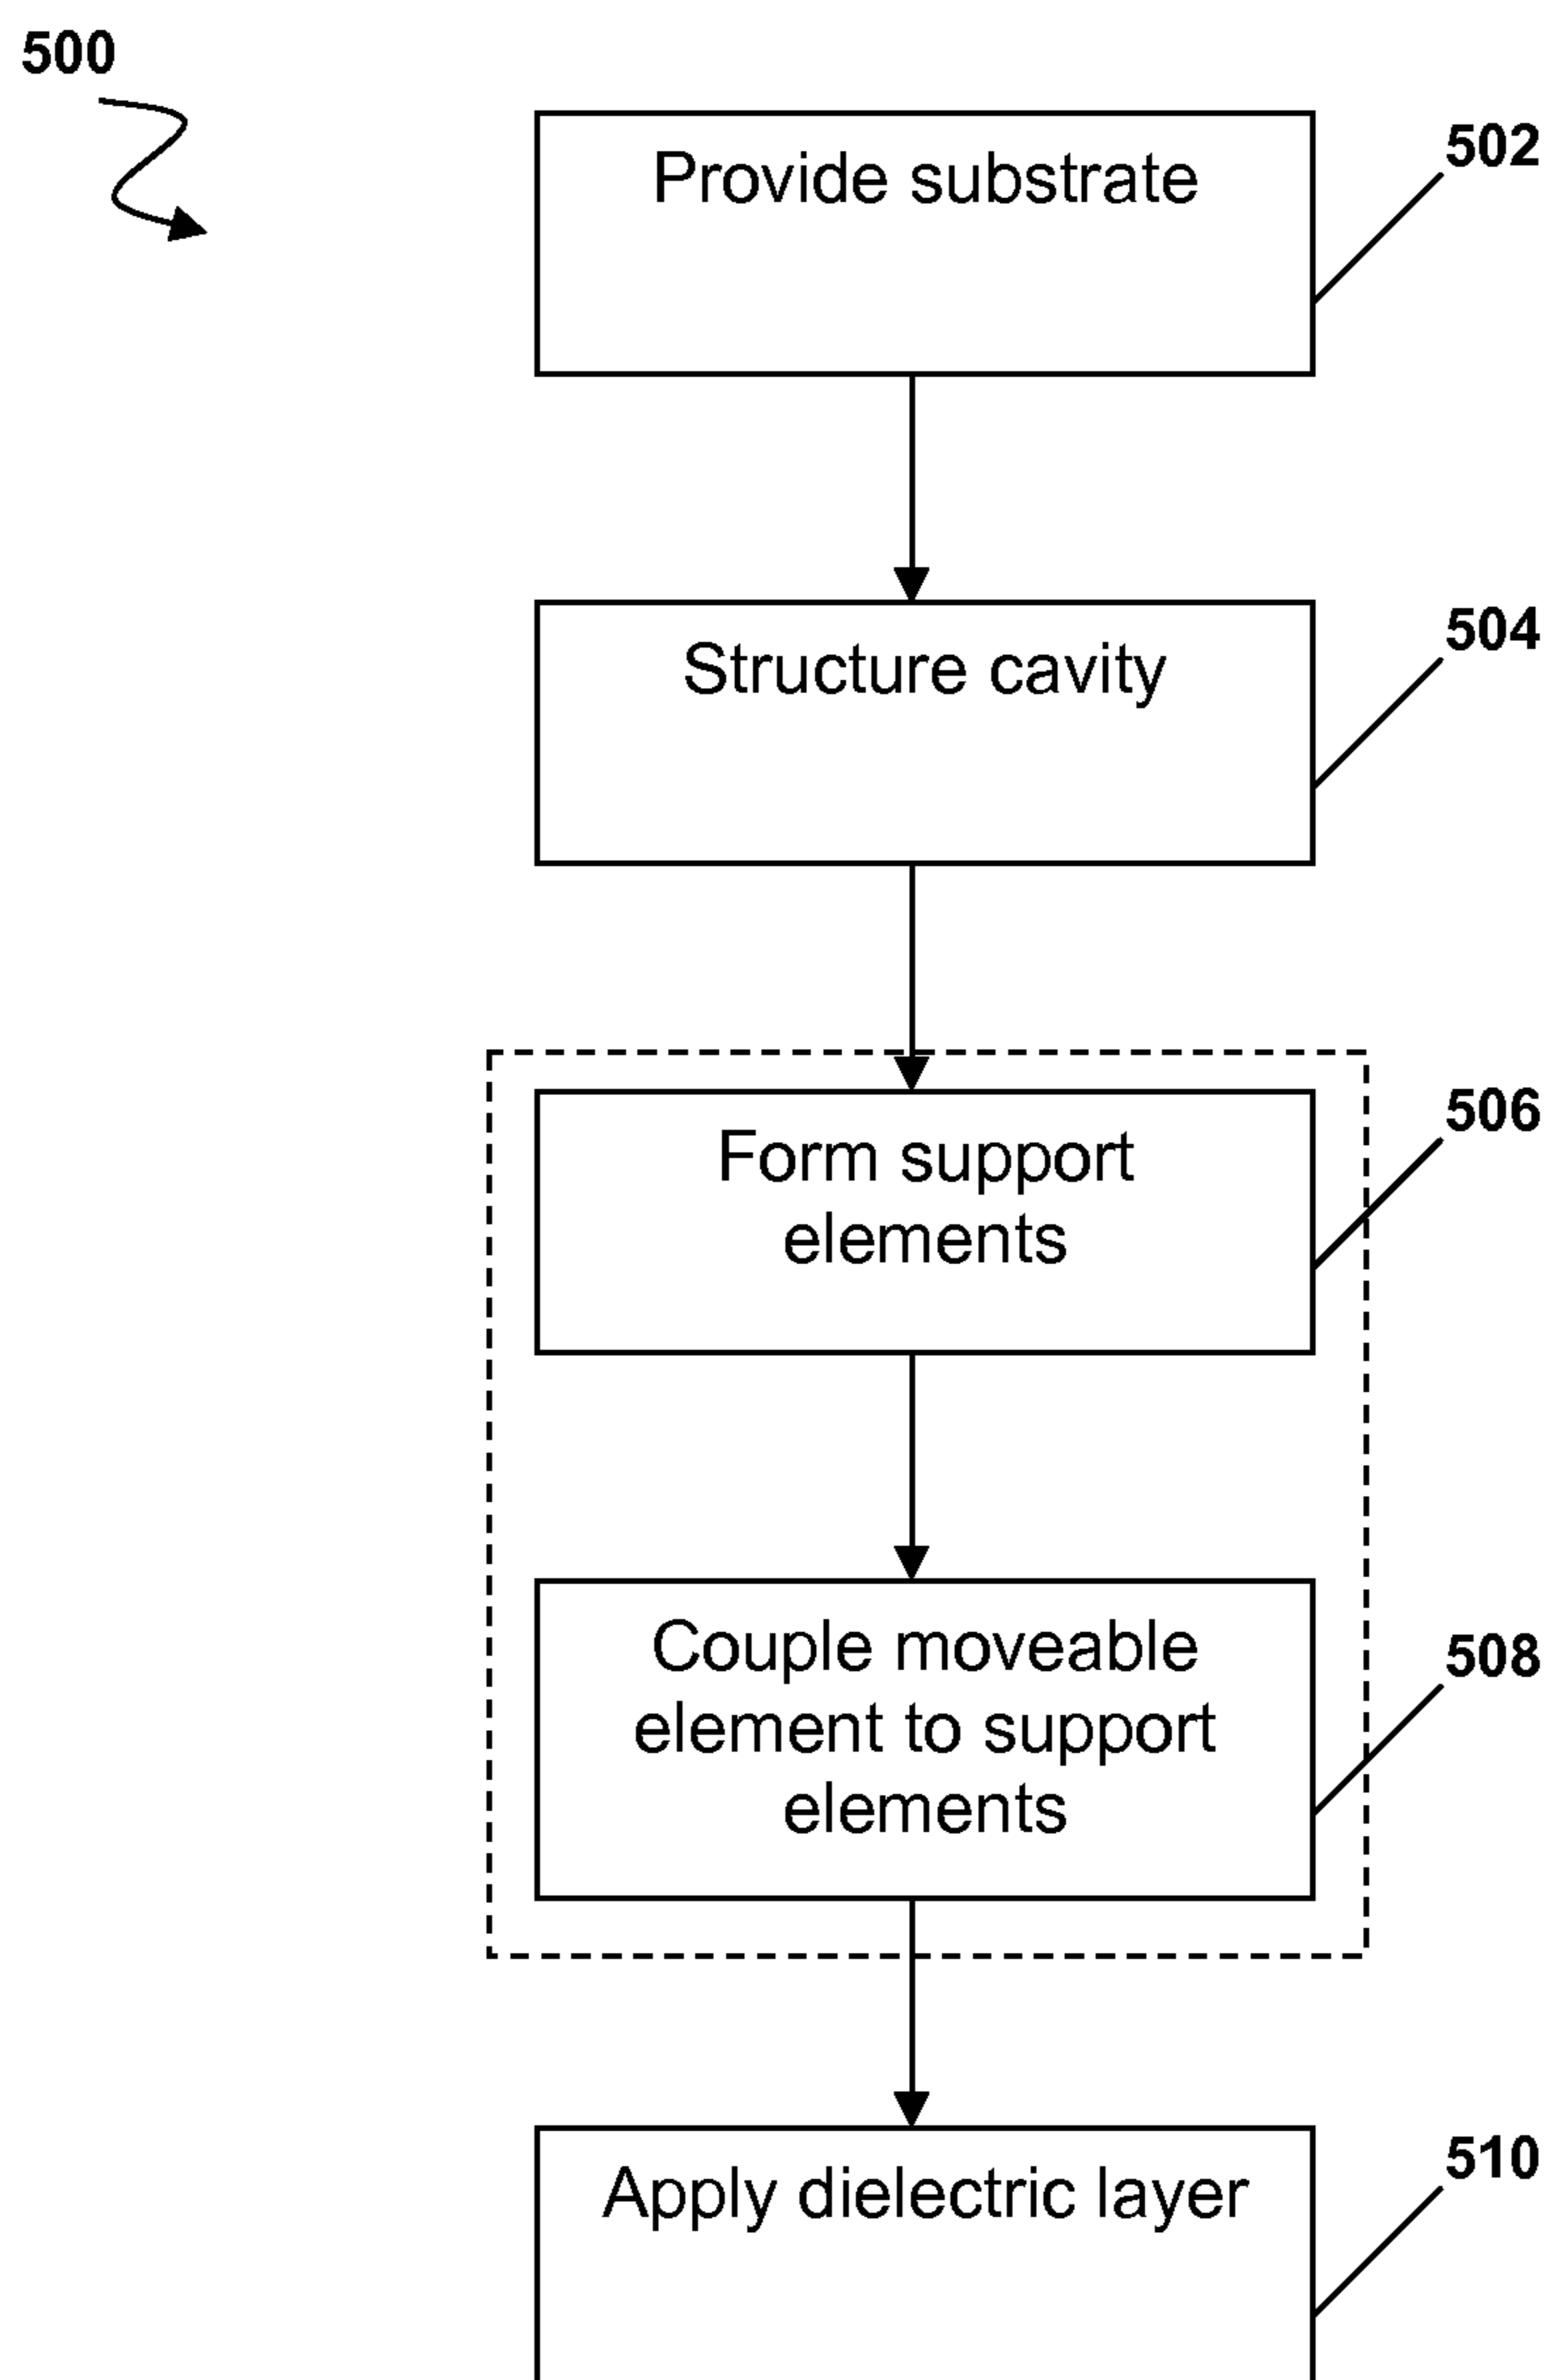 500
Provide substrate
502
Structure cavity
504
Form support
elements
506
Couple moveable
element to support
elements
508
Apply dielectric layer
510